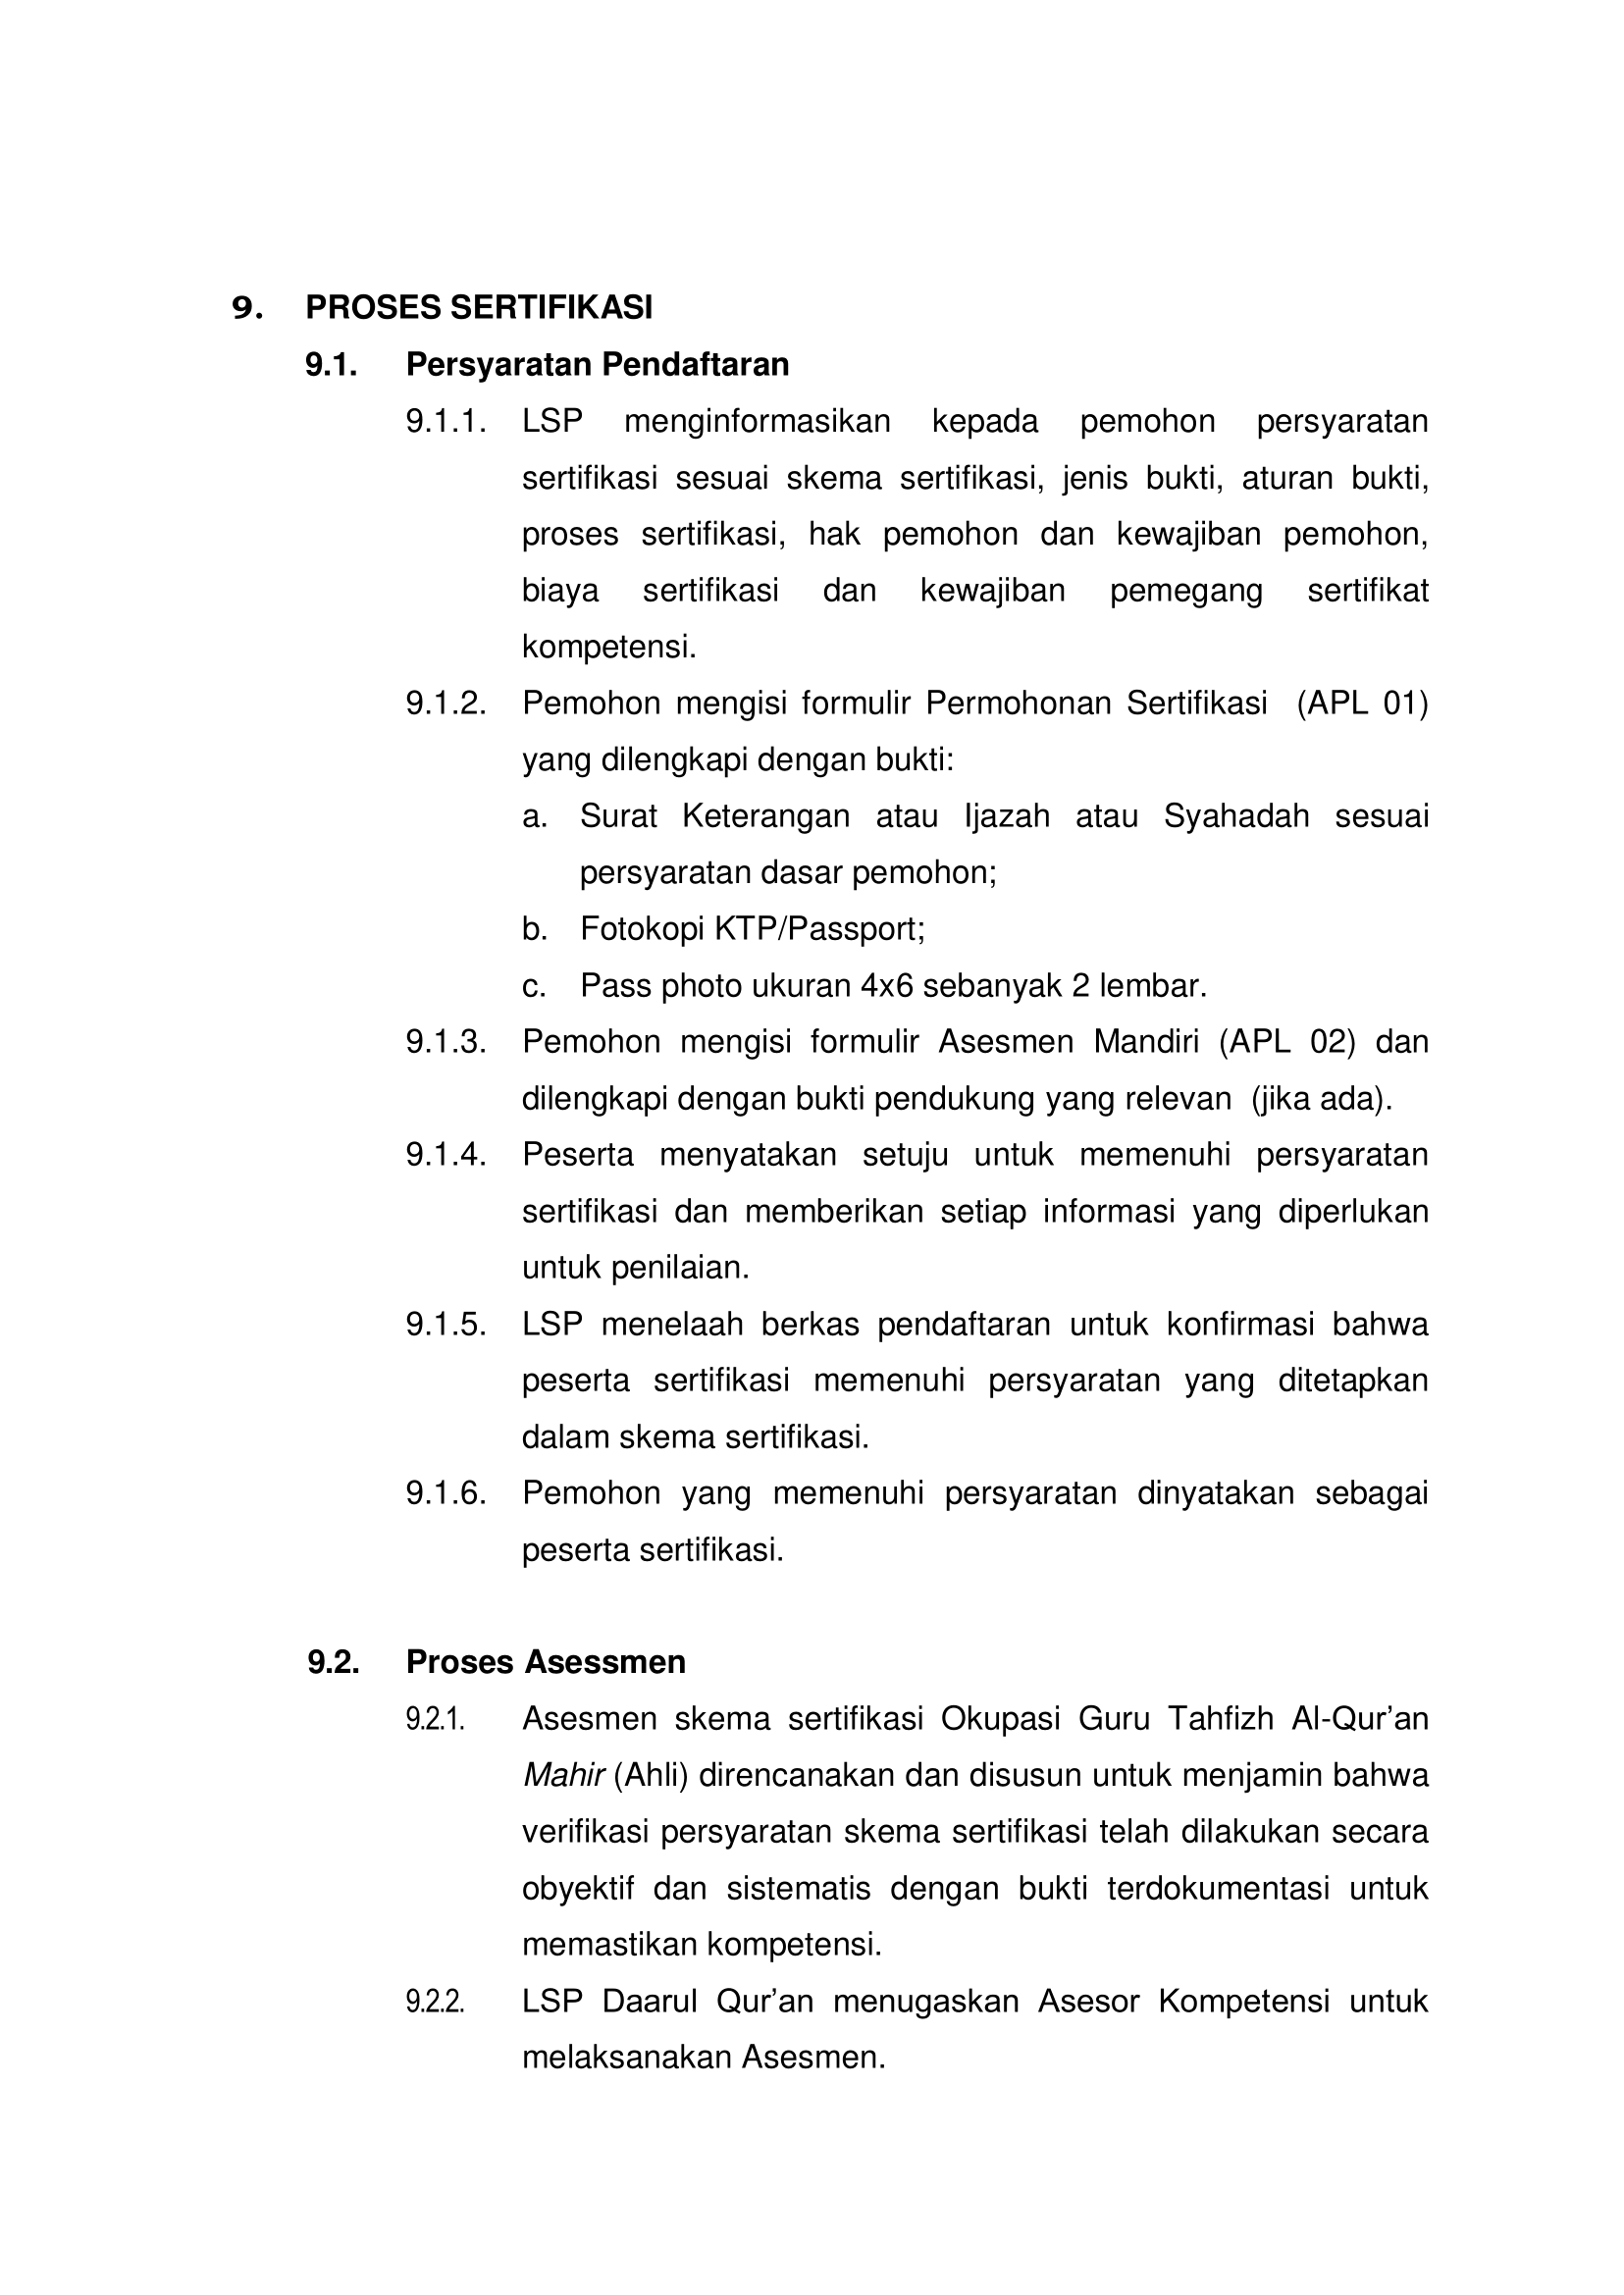 9. PROSES SERTIFIKASI
9.1. Persyaratan Pendaftaran
9.1.1. LSP menginformasikan kepada pemohon persyaratan
sertifikasi sesuai skema sertifikasi, jenis bukti, aturan bukti,
proses sertifikasi, hak pemohon dan kewajiban pemohon,
biaya sertifikasi dan kewajiban pemegang sertifikat
kompetensi.
9.1.2. Pemohon mengisi formulir Permohonan Sertifikasi (APL 01)
yang dilengkapi dengan bukti:
a. Surat Keterangan atau Ijazah atau Syahadah sesuai
persyaratan dasar pemohon;
b. Fotokopi KTP/Passport;
c. Pass photo ukuran 4x6 sebanyak 2 lembar.
9.1.3. Pemohon mengisi formulir Asesmen Mandiri (APL 02) dan
dilengkapi dengan bukti pendukung yang relevan (jika ada).
9.1.4. Peserta menyatakan setuju untuk memenuhi persyaratan
sertifikasi dan memberikan setiap informasi yang diperlukan
untuk penilaian.
9.1.5. LSP menelaah berkas pendaftaran untuk konfirmasi bahwa
peserta sertifikasi memenuhi persyaratan yang ditetapkan
dalam skema sertifikasi.
9.1.6. Pemohon yang memenuhi persyaratan dinyatakan sebagai
peserta sertifikasi.
9.2. Proses Asessmen
9.2.1. Asesmen skema sertifikasi Okupasi Guru Tahfizh Al-Qur’an
Mahir (Ahli) direncanakan dan disusun untuk menjamin bahwa
verifikasi persyaratan skema sertifikasi telah dilakukan secara
obyektif dan sistematis dengan bukti terdokumentasi untuk
memastikan kompetensi.
9.2.2. LSP Daarul Qur’an menugaskan Asesor Kompetensi untuk
melaksanakan Asesmen.